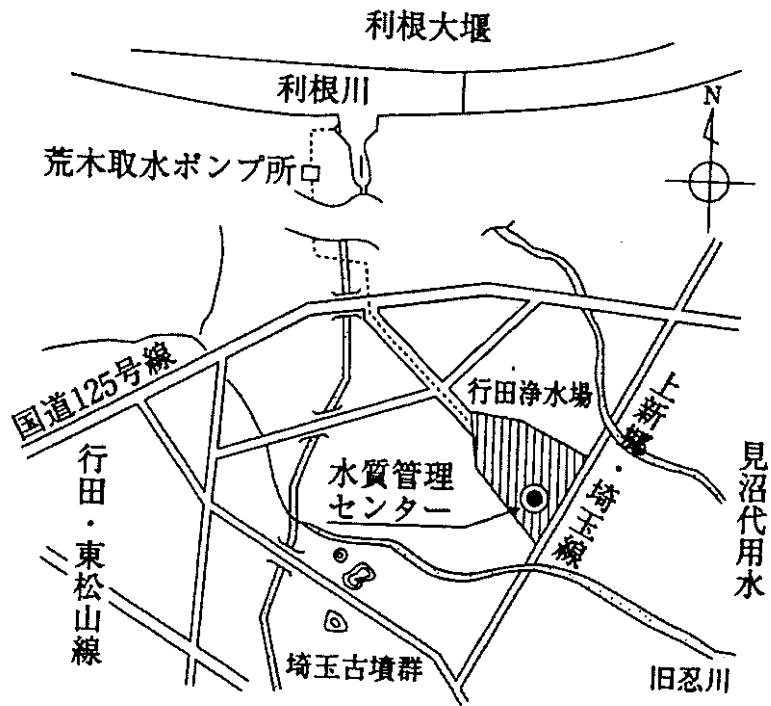 利根大堰
利根川
N
荒木取水ポンプ所
国道125号線
行田浄水場
上新郷・埼玉線
水質管理
センター
行田・東松山線
見沼代用水
埼玉古墳群
旧忍川